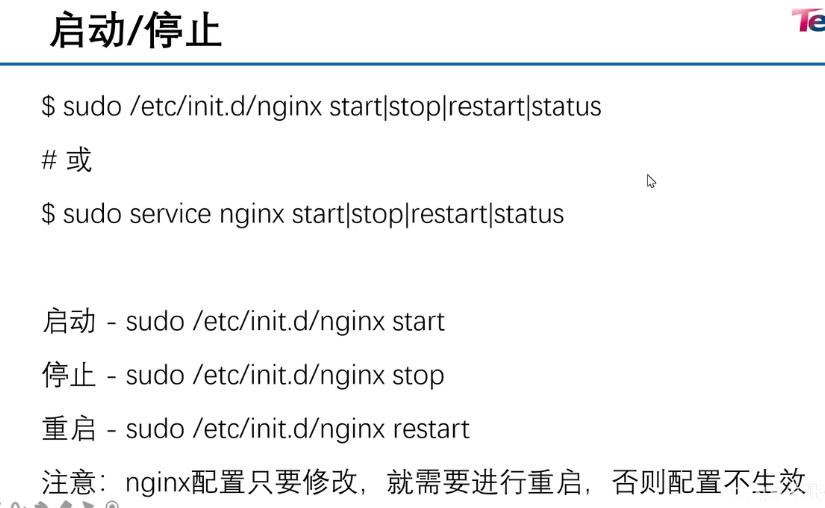 启动/停止
Te
$ sudo /etc/init.d/nginx start|stop|restart|status
# 或
$ sudo service nginx start|stop|restart|status
启动 - sudo /etc/init.d/nginx start
停止 - sudo /etc/init.d/nginx stop
重启 - sudo /etc/init.d/nginx restart
注意：nginx配置只要修改，就需要进行重启，否则配置不生效